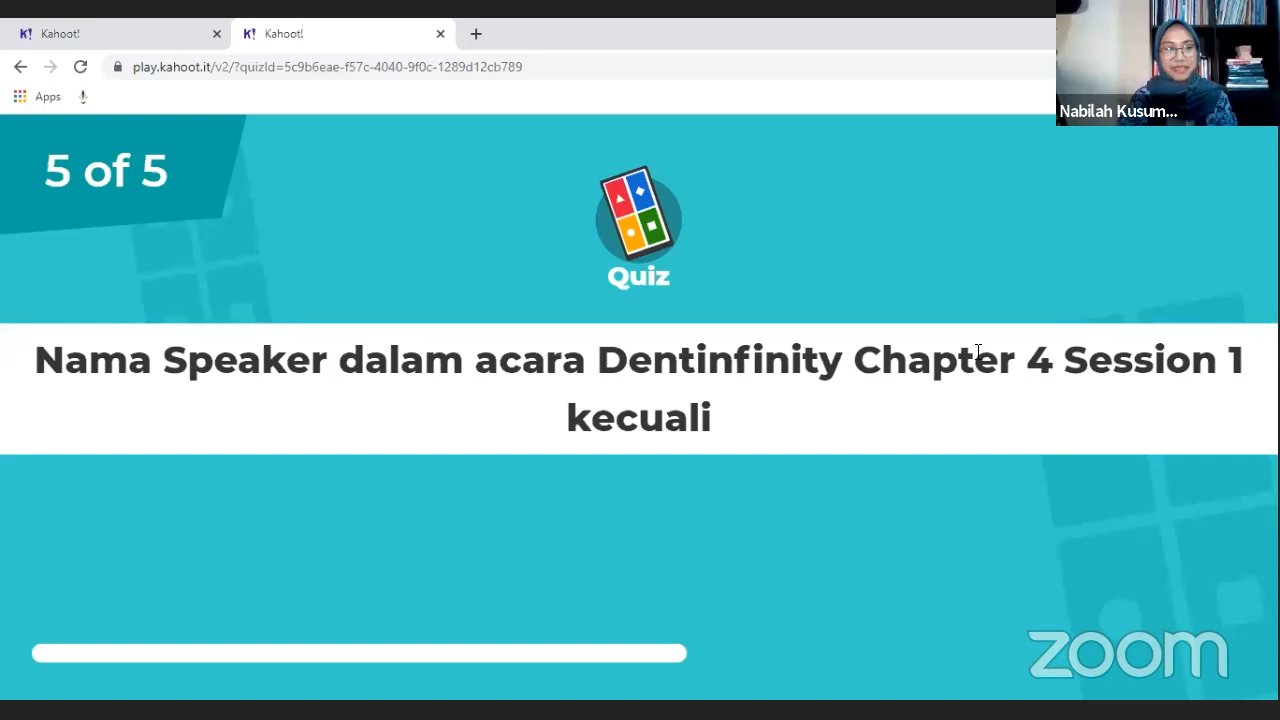 Kahoot!
Kahoot!
play.kahoot.it/v2/?quizId=5c9b6eae-f57c-4040-9f0c-1289d12cb789
Apps
Nabilah Kusum...
5 of 5
Quiz
Nama Speaker dalam acara Dentinfinity Chapter 4 Session 1
kecuali
zoom